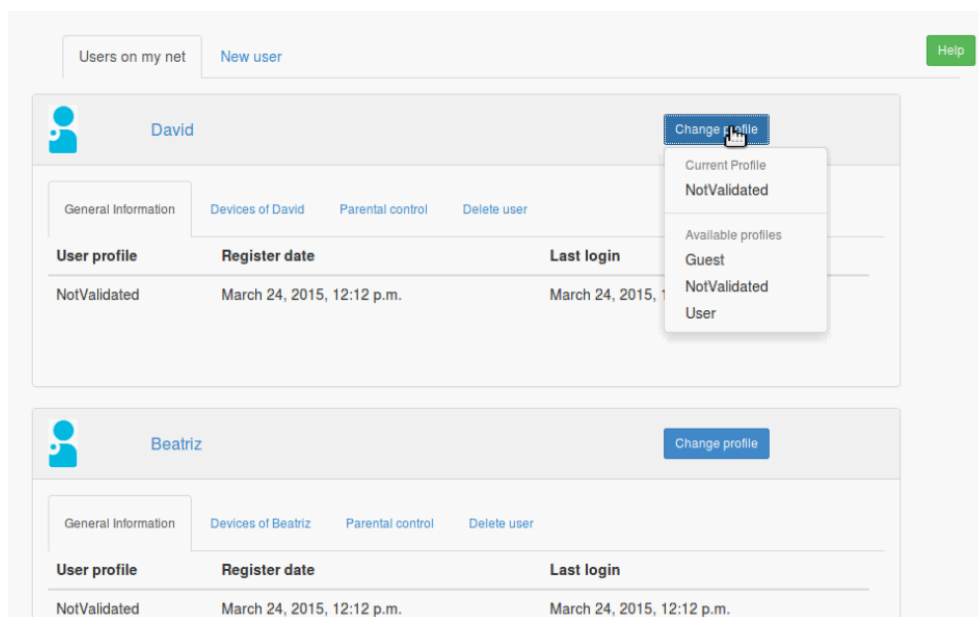 Users on my net New user Help
David Change profile
Current Profile
NotValidated
General Information Devices of David Parental control Delete user
Available profiles
User profile Register date Last login
Guest
NotValidated March 24, 2015, 12:12 p.m. March 24, 2015,
NotValidated
User
Beatriz Change profile
General Information Devices of Beatriz Parental control Delete user
User profile Register date Last login
NotValidated March 24, 2015, 12:12 p.m. March 24, 2015, 12:12 p.m.